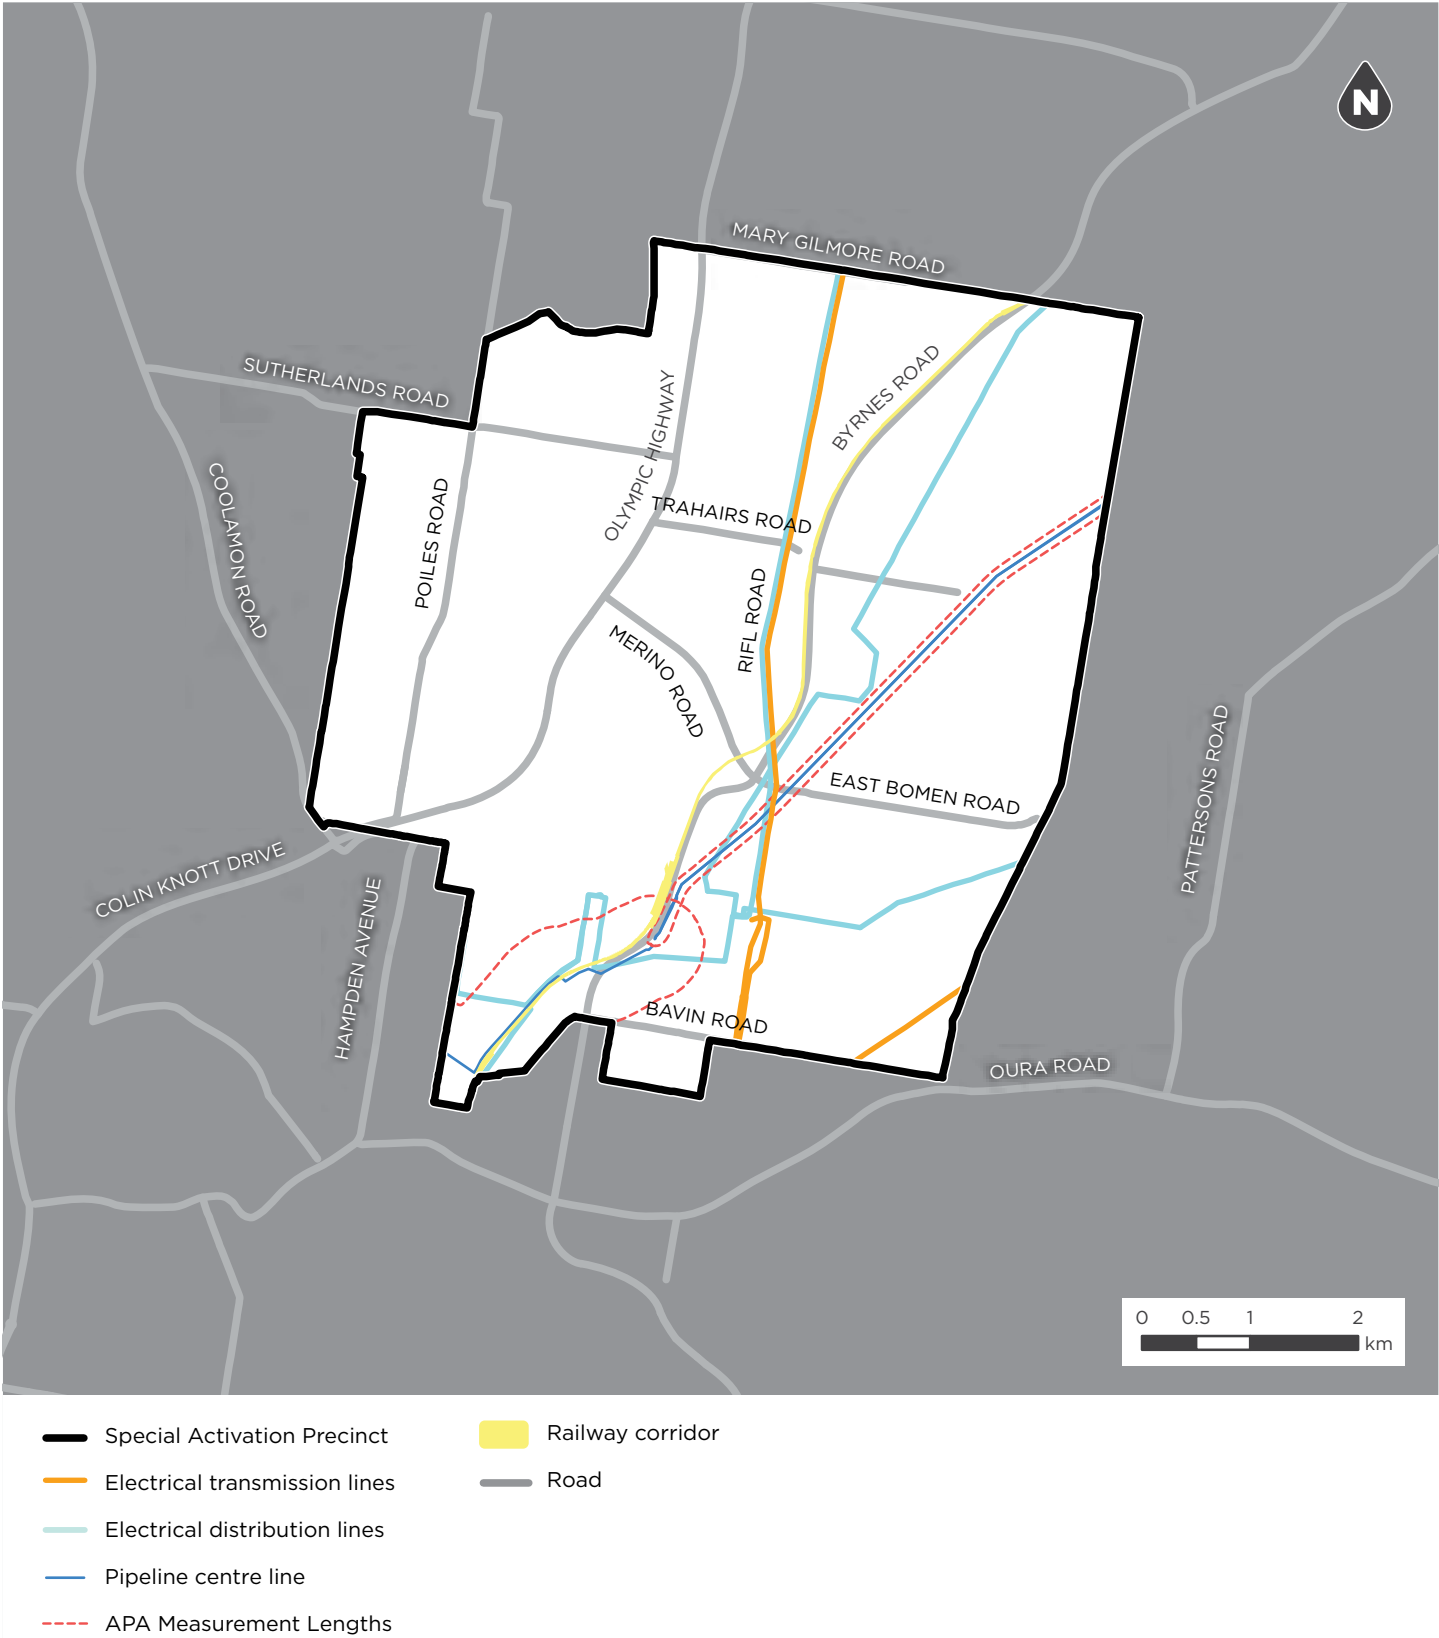 N
MARY GILMORE ROAD
SUTHERLANDS ROAD
BYRNES ROAD
OLYMPIC HIGHWAY
COOLAMON ROAD
POILES ROAD
TRAHAIRS ROAD
RIFL ROAD
MERINO ROAD
EAST BOMEN ROAD
PATTERSONS ROAD
COLIN KNOTT DRIVE
HAMPDEN AVENUE
BAVIN ROAD
OURA ROAD
0 0.5 1 2
km
Special Activation Precinct
Electrical transmission lines
Electrical distribution lines
Pipeline centre line
APA Measurement Lengths
Railway corridor
Road